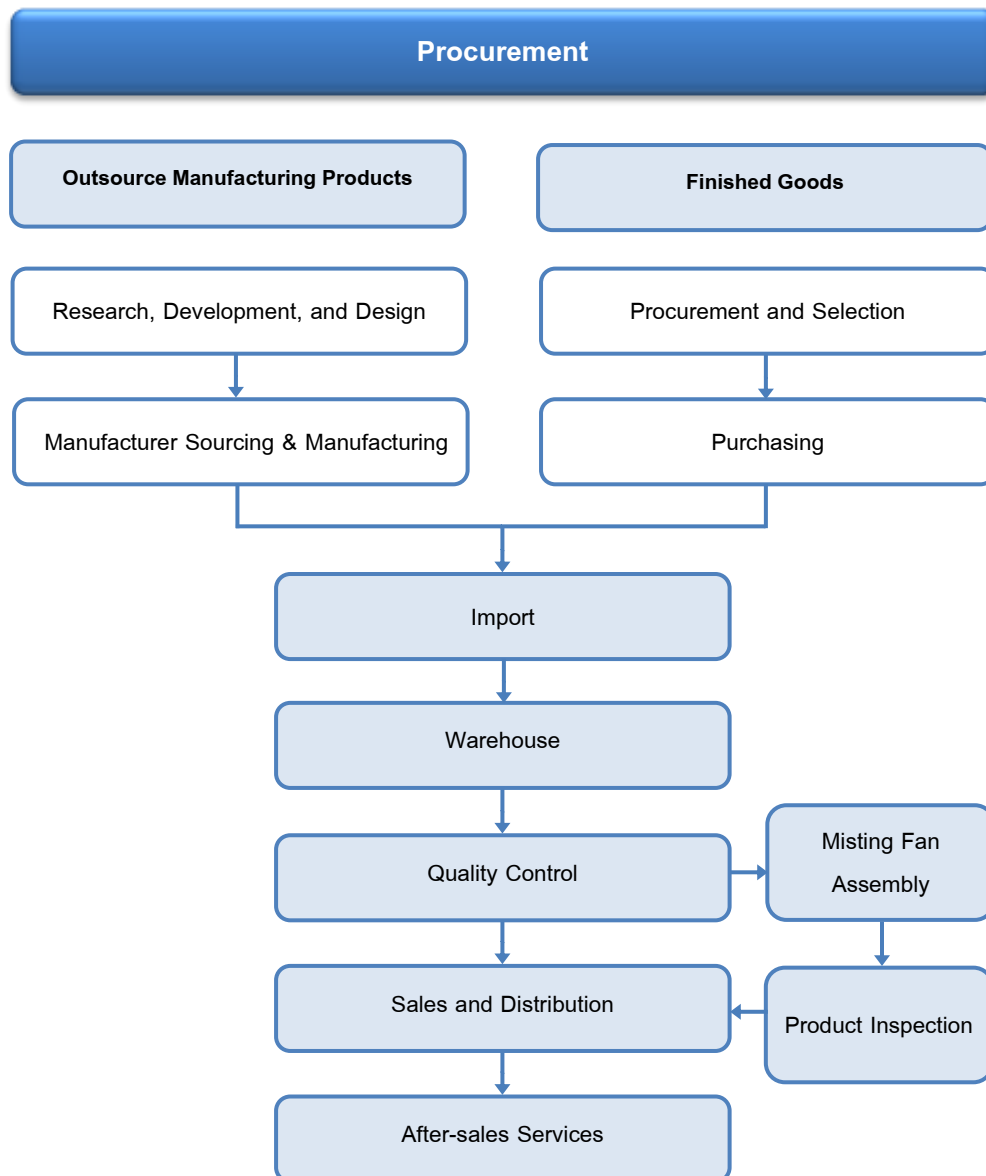 Procurement
Outsource Manufacturing Products
Finished Goods
Research, Development, and Design
Procurement and Selection
Manufacturer Sourcing & Manufacturing
Purchasing
Import
Warehouse
Quality Control
Misting Fan
Assembly
Sales and Distribution
Product Inspection
After-sales Services